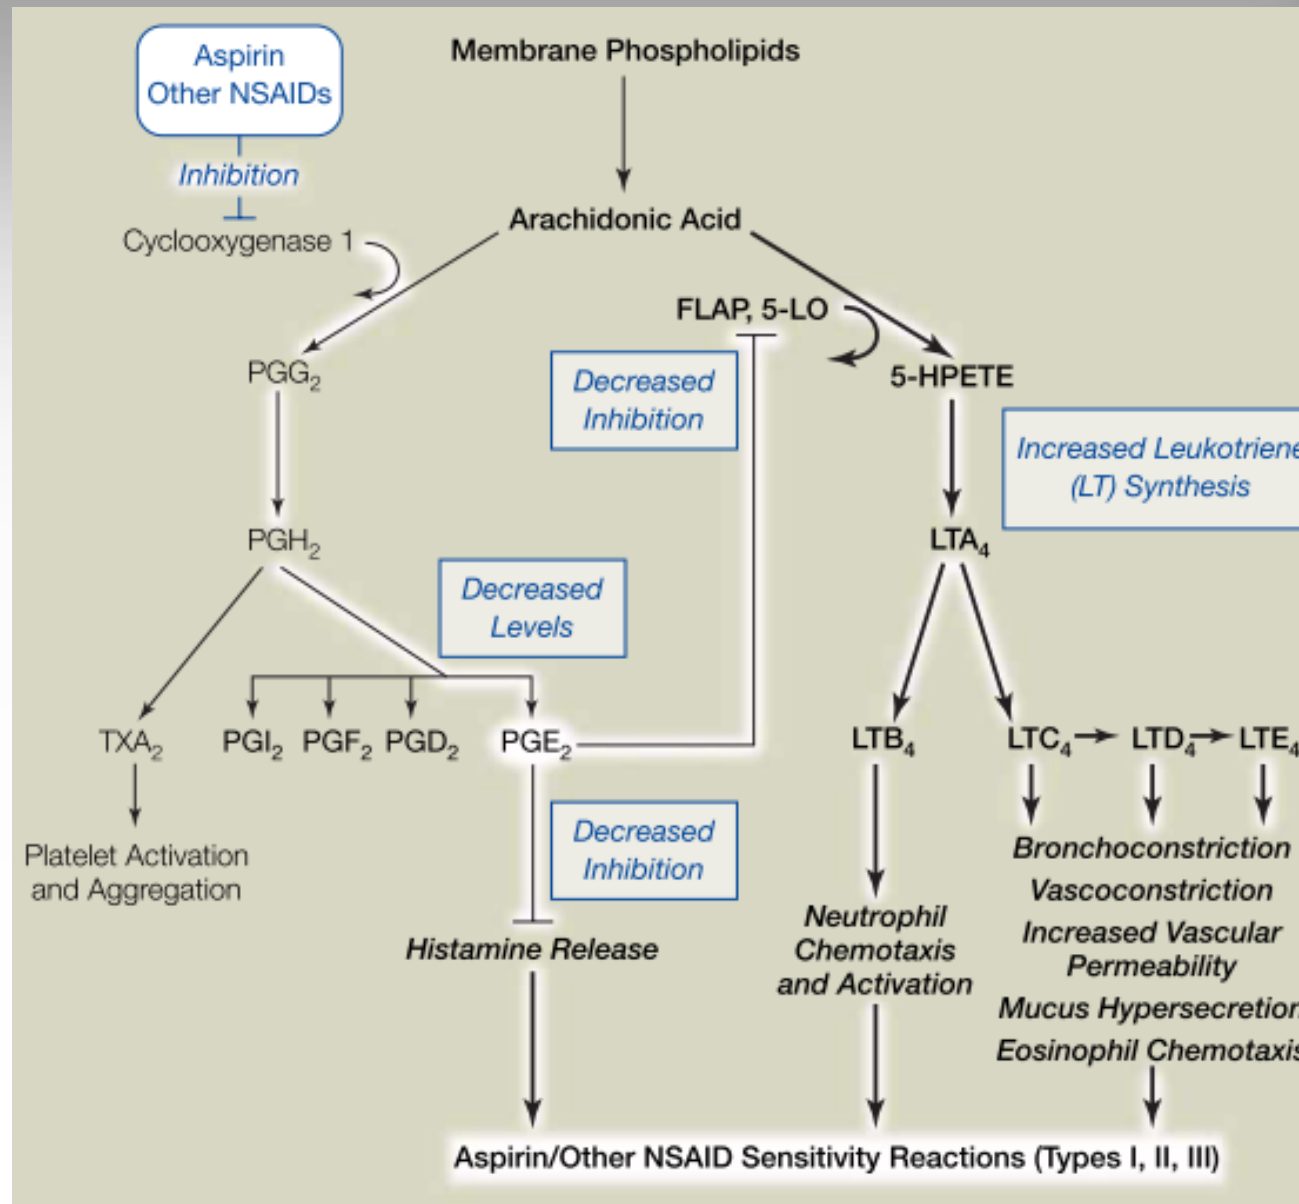 Aspirin
Other NSAIDs
Membrane Phospholipids
Inhibition
Arachidonic Acid
Cyclooxygenase 1
FLAP, 5-LO
PGG₂
Decreased
Inhibition
5-HPETE
Increased Leukotriene
(LT) Synthesis
PGH₂
LTA₄
Decreased
Levels
TXA₂
PGI₂ PGF₂ PGD₂
PGE₂
LTB₄
LTC₄
LTD₄
LTE₄
Platelet Activation
and Aggregation
Decreased
Inhibition
Histamine Release
Neutrophil
Chemotaxis
and Activation
Bronchoconstriction
Vascoconstriction
Increased Vascular
Permeability
Mucus Hypersecretion
Eosinophil Chemotaxis
Aspirin/Other NSAID Sensitivity Reactions (Types I, II, III)